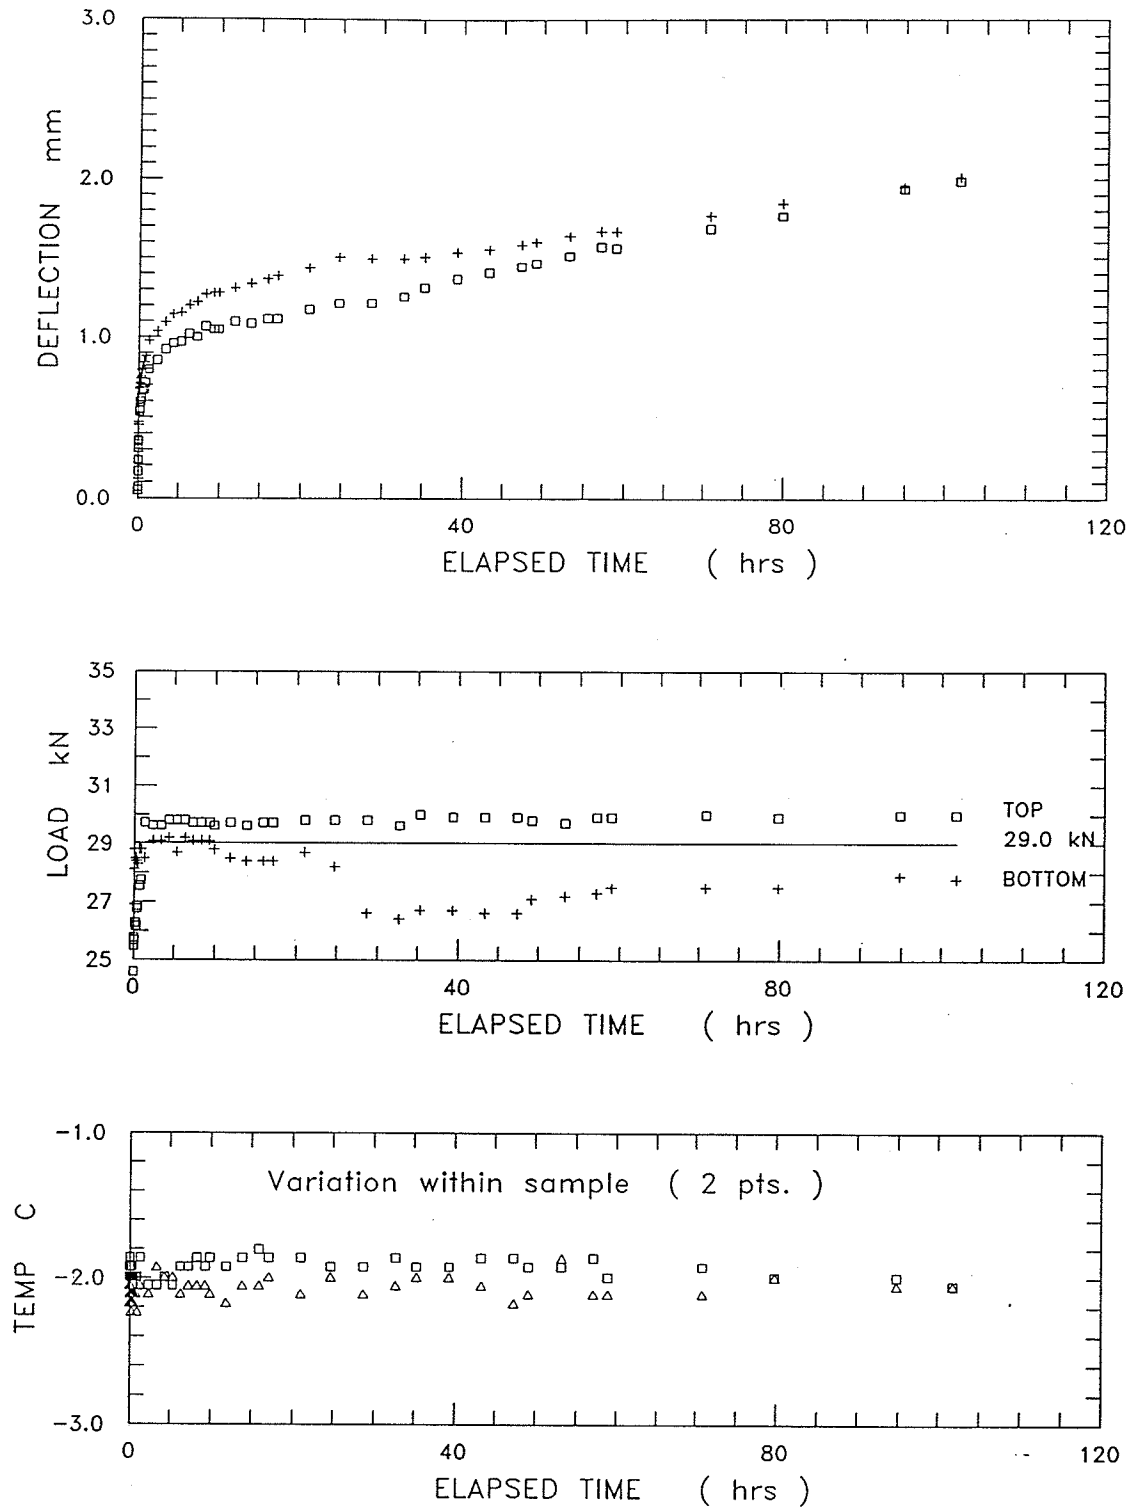 3.0
2.0
1.0
0.0
DEFLECTION mm
0 40 80 120
ELAPSED TIME ( hrs )
35
33
31
29
27
25
LOAD kN
TOP
29.0 kN
BOTTOM
0 40 80 120
ELAPSED TIME ( hrs )
-1.0
-2.0
-3.0
TEMP C
Variation within sample ( 2 pts. )
0 40 80 120
ELAPSED TIME ( hrs )